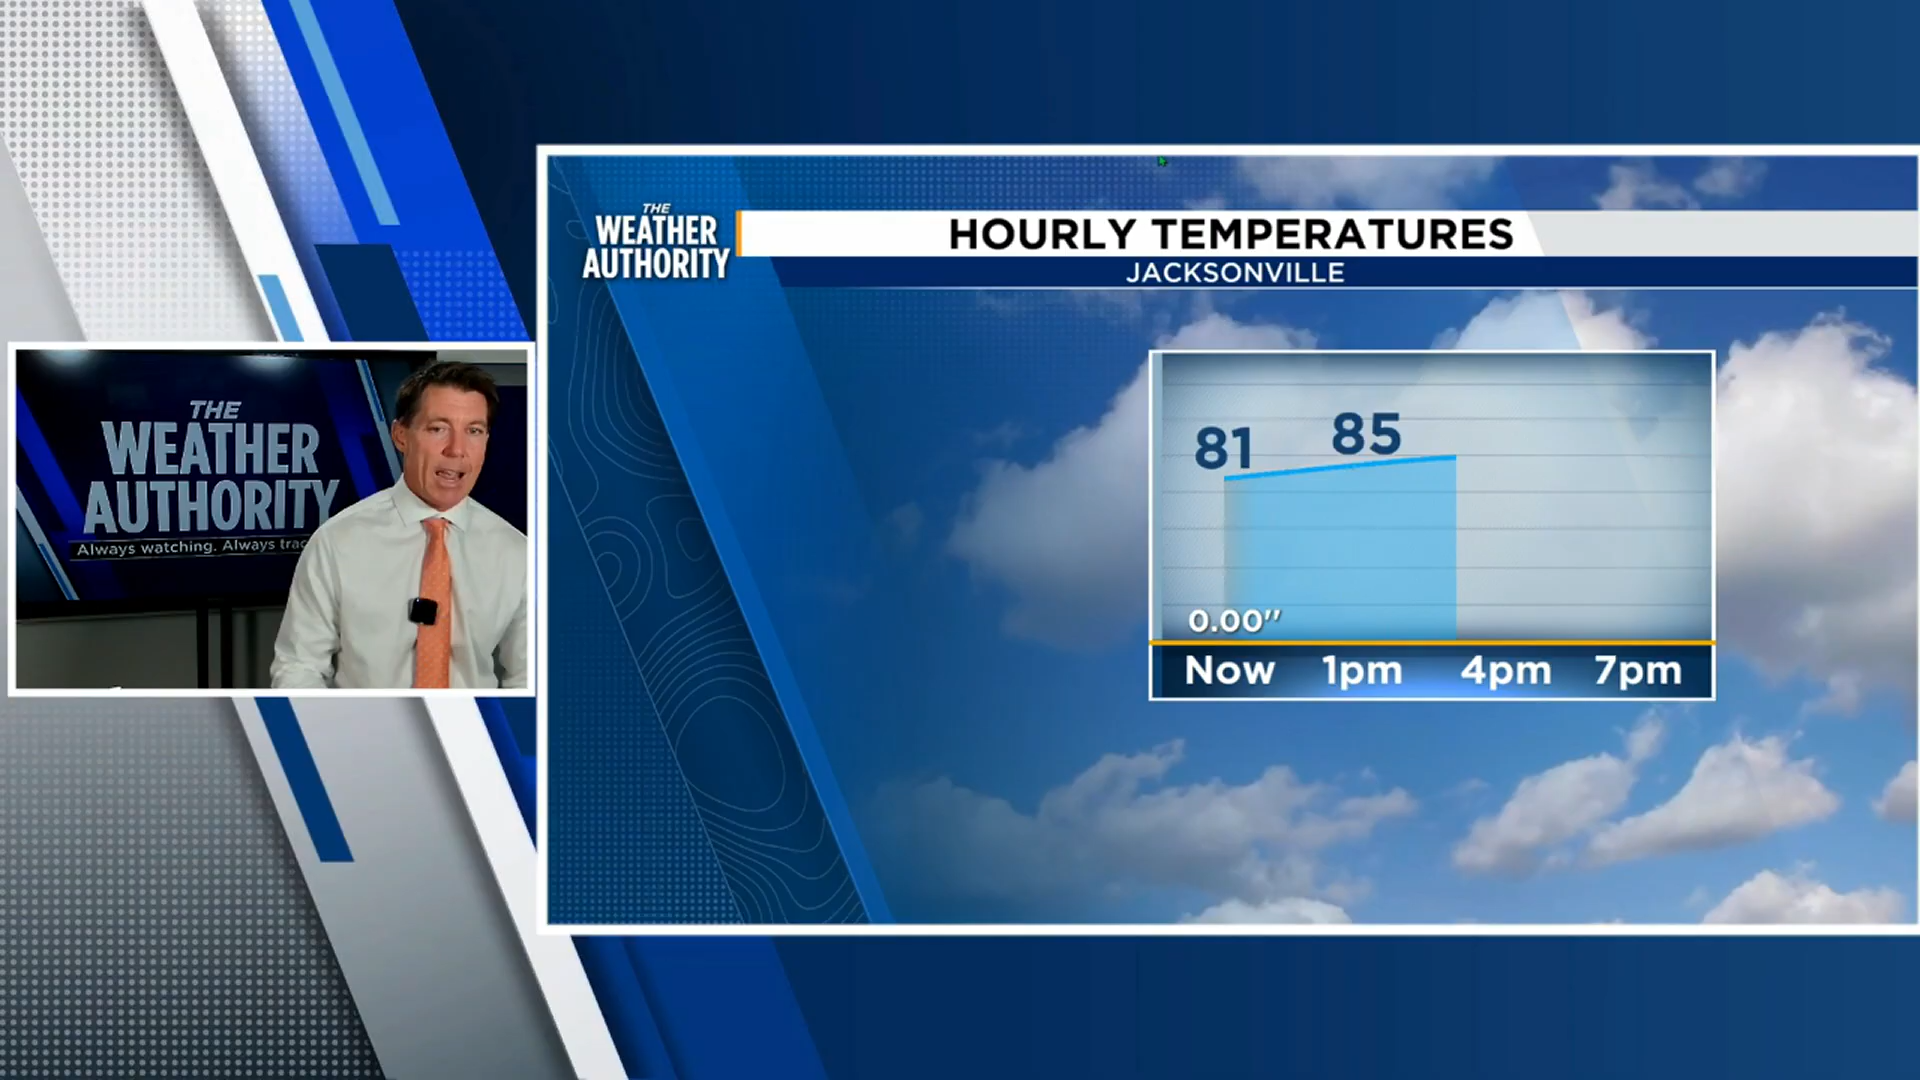 THE
WEATHER
AUTHORITY
HOURLY TEMPERATURES
JACKSONVILLE
THE
WEATHER
AUTHORITY
Always watching. Always
81 85
0.00"
Now 1pm 4pm 7pm